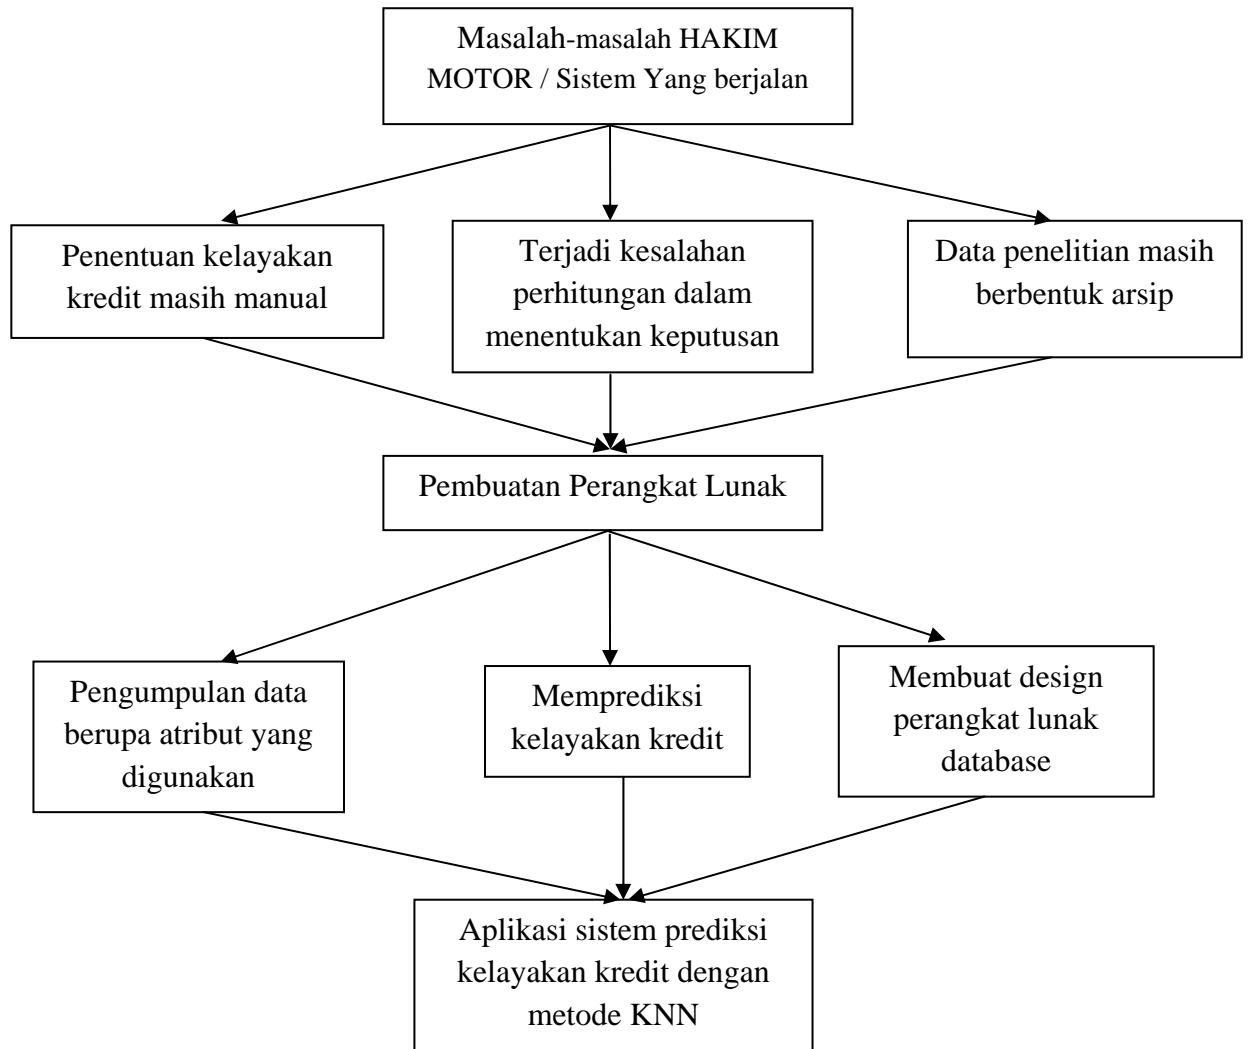 Masalah-masalah HAKIM
MOTOR / Sistem Yang berjalan
Penentuan kelayakan
kredit masih manual
Terjadi kesalahan
perhitungan dalam
menentukan keputusan
Data penelitian masih
berbentuk arsip
Pembuatan Perangkat Lunak
Pengumpulan data
berupa atribut yang
digunakan
Memprediksi
kelayakan kredit
Membuat design
perangkat lunak
database
Aplikasi sistem prediksi
kelayakan kredit dengan
metode KNN